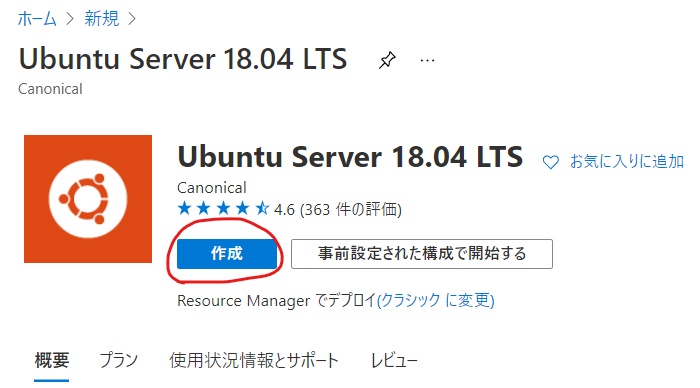 ホーム > 新規 >
Ubuntu Server 18.04 LTS ...
Canonical
Ubuntu Server 18.04 LTS お気に入りに追加
Canonical
4.6 (363 件の評価)
作成 事前設定された構成で開始する
Resource Manager でデプロイ(クラシック に変更)
概要 プラン 使用状況情報とサポート レビュー